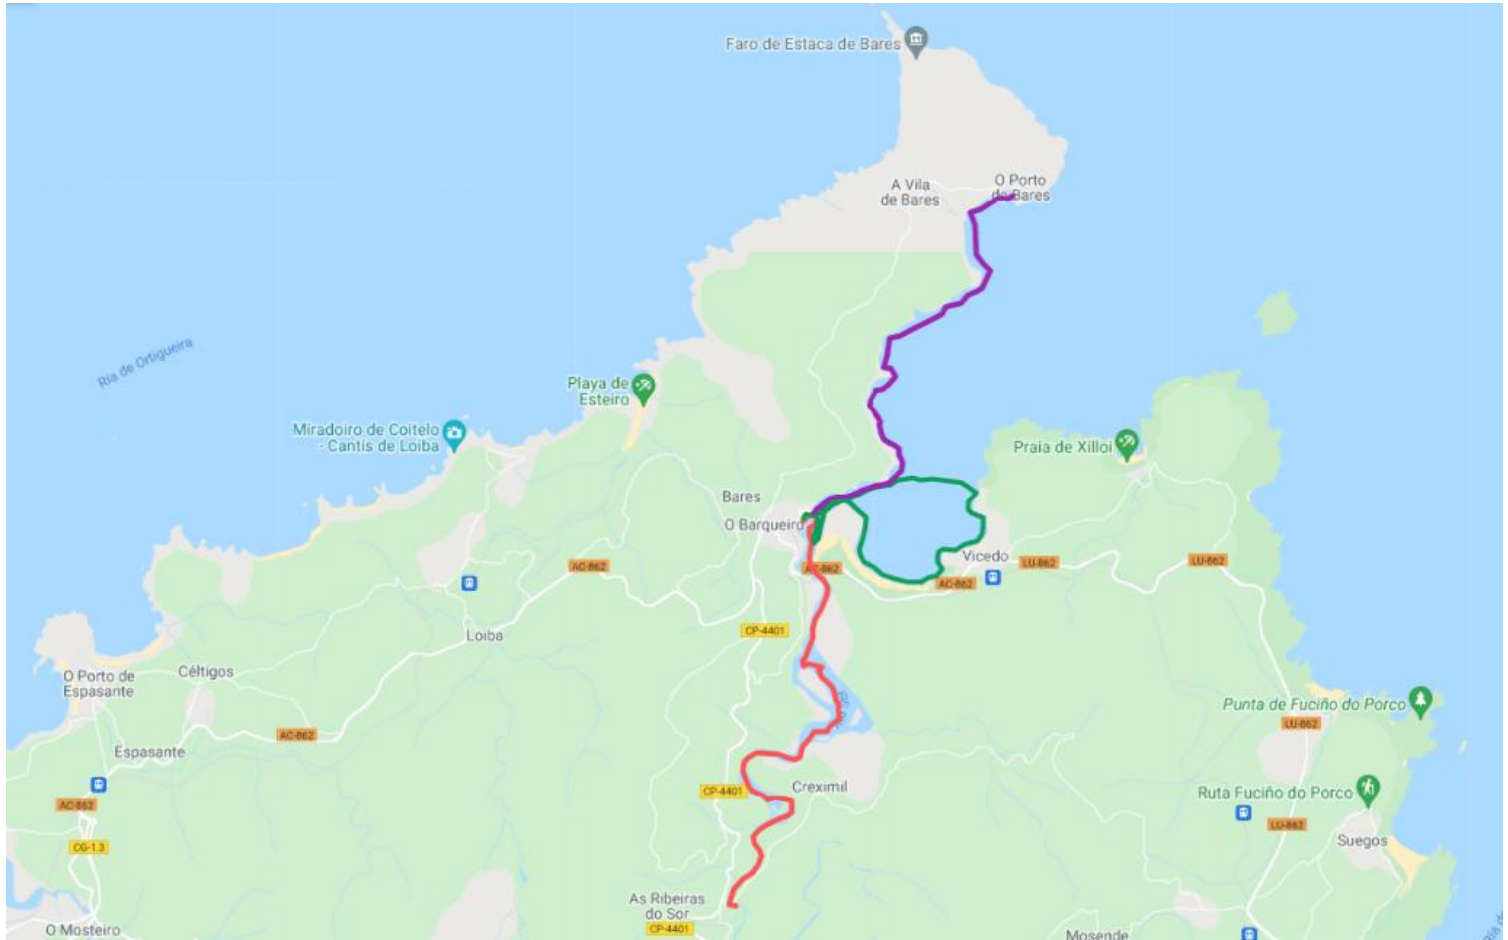 Faro de Estaca de Bares
A Vila
de Bares
O Porto
de Bares
Ría de Ortigueira
Playa de
Esteiro
Miradoiro de Coitelo
- Cantis de Loiba
Praia de Xilloi
Bares
O Barqueiro
Vicedo
AC-862
AC-862
AC-862
LU-862
LU-862
CP-4401
Loiba
O Porto de
Espasante
Céltigos
Punta de Fuciño do Porco
LU-862
AC-862
Espasante
Creximil
CP-4401
Ruta Fuciño do Porco
AC-862
LU-862
CG-1.3
Suegos
As Ribeiras
do Sor
CP-4401
O Mosteiro
Mosende